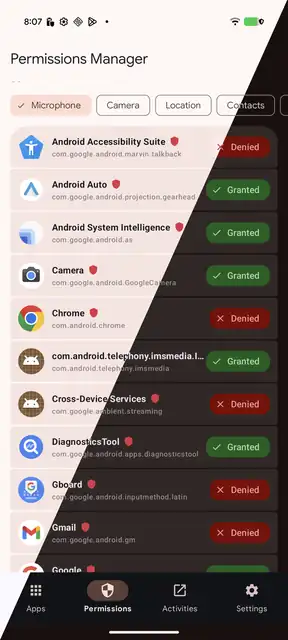 8:07
Permissions Manager
Microphone
Camera
Location
Contacts
Android Accessibility Suite
com.google.android.marvin.talkback
Denied
Android Auto
com.google.android.projection.gearhead
Granted
Android System Intelligence
com.google.android.as
Granted
Camera
com.google.android.GoogleCamera
Granted
Chrome
com.android.chrome
Denied
com.android.telephony.imsmedia.I...
com.android.telephony.imsmedia
Granted
Cross-Device Services
com.google.ambient.streaming
Denied
DiagnosticsTool
com.google.android.apps.diagnosticstool
Granted
Gboard
com.google.android.inputmethod.latin
Denied
Gmail
com.google.android.gm
Denied
Google
Apps
Permissions
Activities
Settings